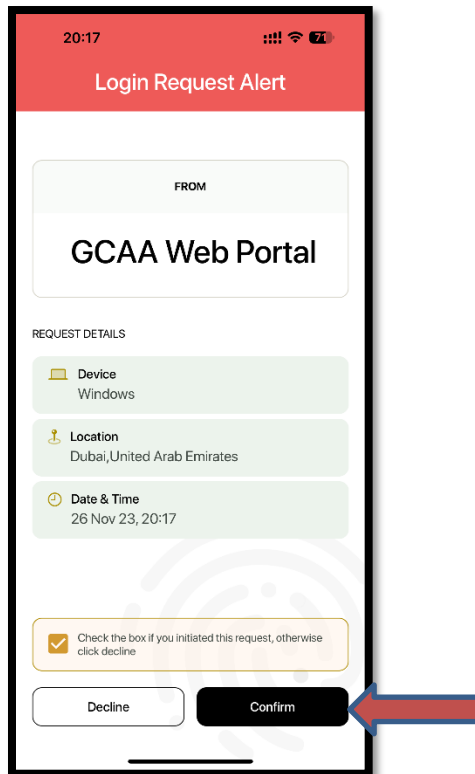 20:17
71
Login Request Alert
FROM
GCAA Web Portal
REQUEST DETAILS
Device
Windows
Location
Dubai,United Arab Emirates
Date & Time
26 Nov 23, 20:17
Check the box if you initiated this request, otherwise
click decline
Decline
Confirm